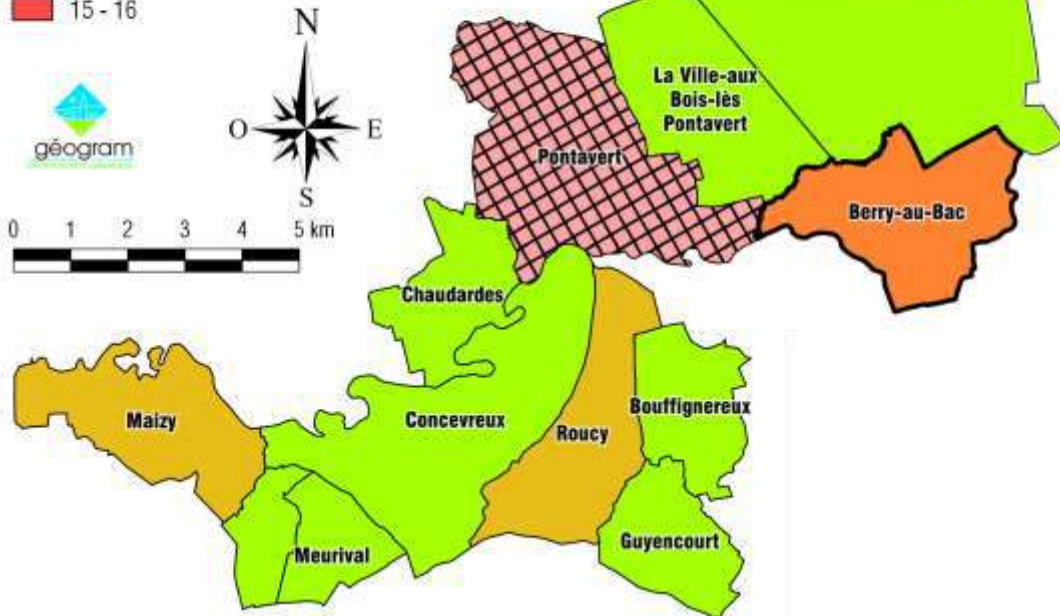 15 - 16
N
O
E
S
géogram
0 1 2 3 4 5 km
La Ville-aux
Bois-lès
Pontavert
Pontavert
Berry-au-Bac
Chaudardes
Maizy
Concevreux
Roucy
Bouffignereux
Meurival
Guyencourt